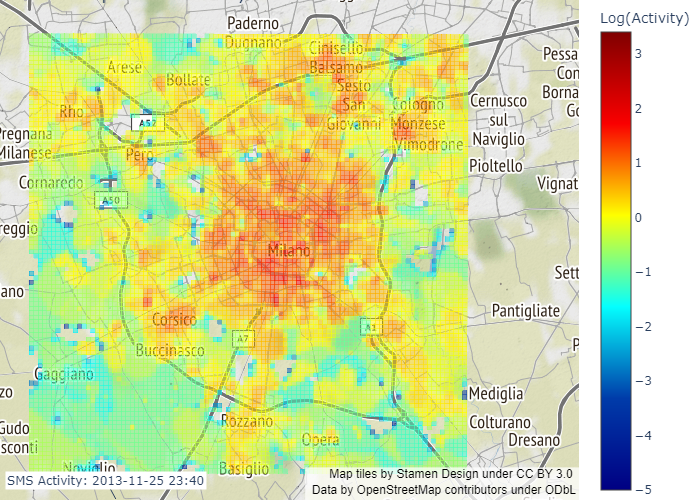 Log(Activity)
3
2
1
0
−1
−2
−3
−4
−5
Paderno
Dugnano
Cinisello
Balsamo
Arese
Bollate
Sesto
San
Giovanni
Rho
Cologno
Monzese
Vimodrone
Cernusco
sul
Naviglio
Pioltello
Pessa
Con
Borna
Go
A52
Pregnana
Milanese
Pero
Cornaredo
A50
Vignat
reggio
Milano
Sett
ano
Pantigliate
Corsico
A7
A1
Buccinasco
P
Gaggiano
zo
Mediglia
Gudo
sconti
Rozzano
Colturano
Dresano
Opera
Noviglio
Basiglio
SMS Activity: 2013-11-25 23:40
Map tiles by Stamen Design under CC BY 3.0
Data by OpenStreetMap contributors under ODbL